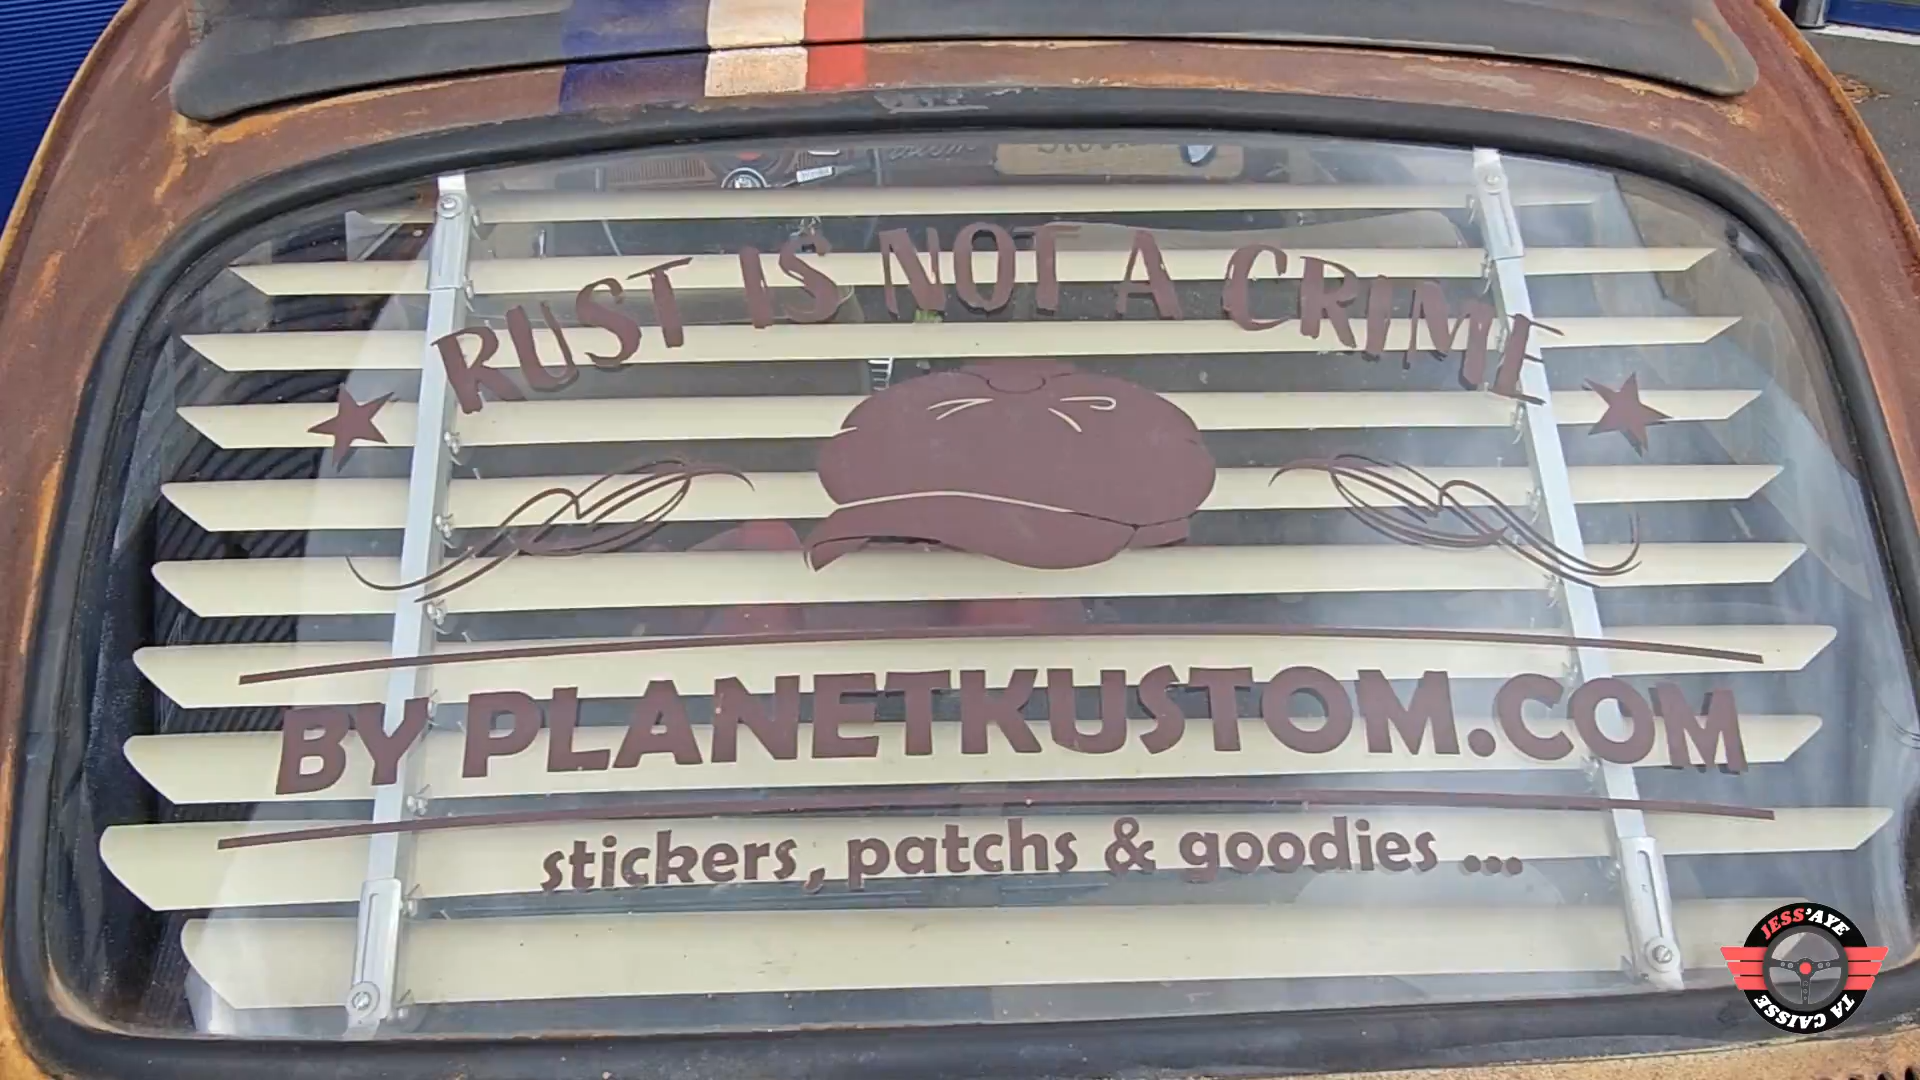 RUST IS NOT A CRIME
BY PLANETKUSTOM.COM
stickers, patchs & goodies ...
JESS'AYE
TA CAISSE